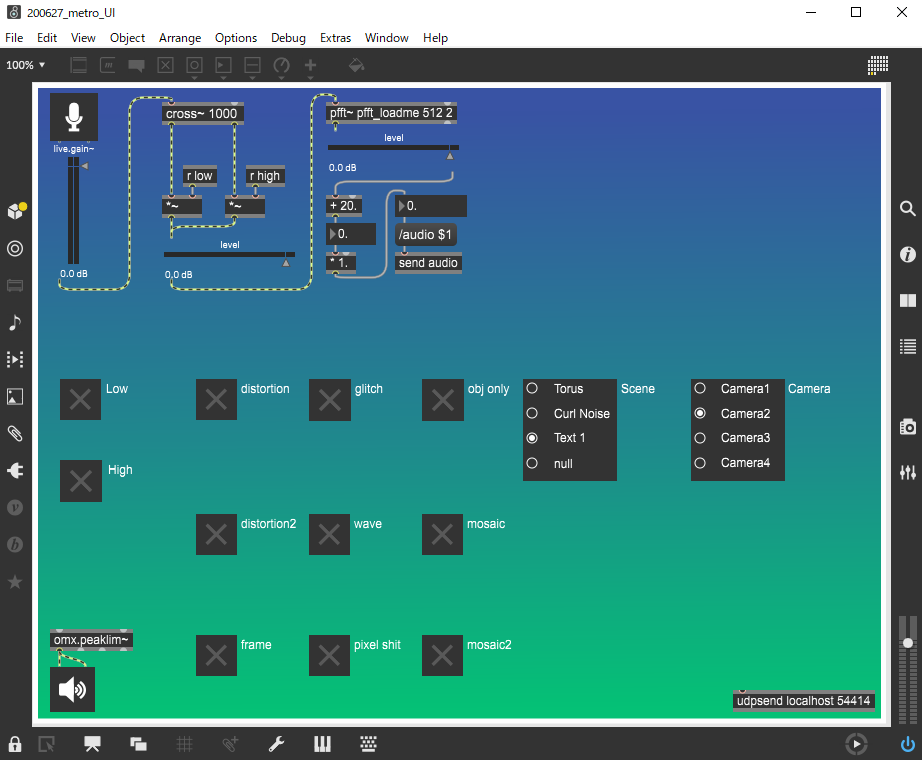 200627_metro_UI
File Edit View Object Arrange Options Debug Extras Window Help
100%
cross~ 1000
pfft~ pfft_loadme 512 2
live.gain~
level
0.0 dB
r low
r high
*~
*~
+ 20.
0.
0.
/audio $1
* 1.
send audio
level
0.0 dB
0.0 dB
Low
distortion
glitch
obj only
Torus
Curl Noise
Text 1
null
Scene
Camera1
Camera2
Camera3
Camera4
Camera
High
distortion2
wave
mosaic
omx.peaklim~
frame
pixel shit
mosaic2
udpsend localhost 54414